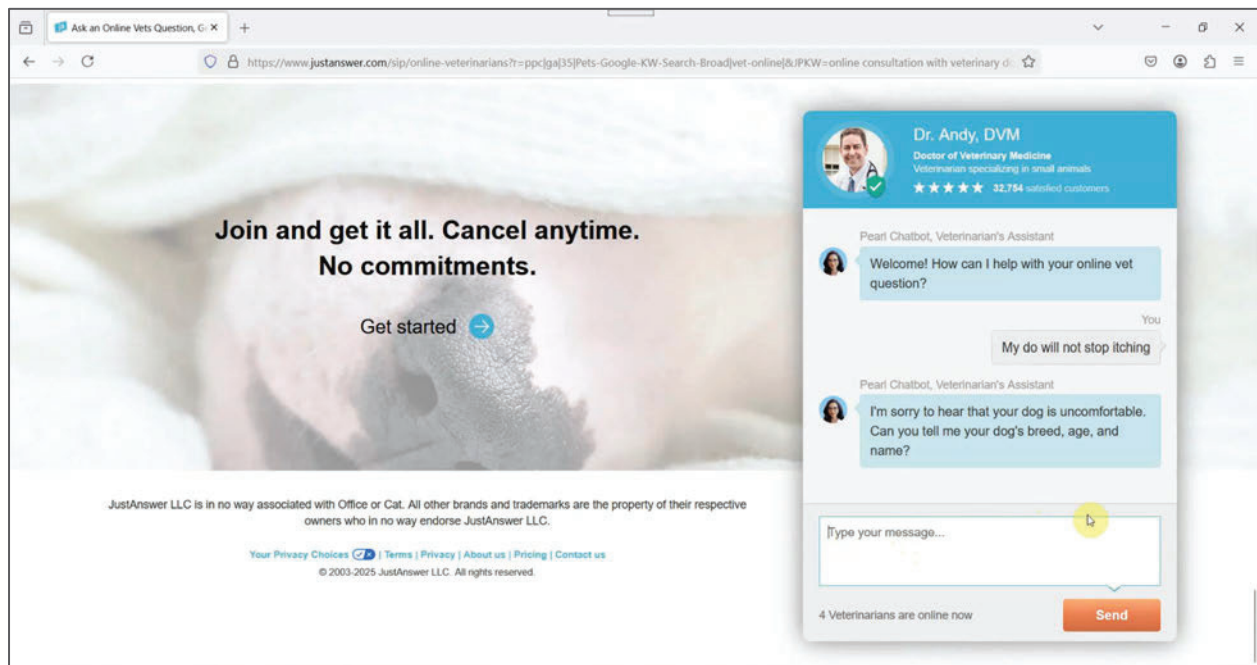 Ask an Online Vets Question, G
https://www.justanswer.com/sip/online-veterinarians?r=ppc|ga|35|Pets-Google-KW-Search-Broad|vet-online|&JPKW=online consultation with veterinary d
Join and get it all. Cancel anytime.
No commitments.
Get started
JustAnswer LLC is in no way associated with Office or Cat. All other brands and trademarks are the property of their respective
owners who in no way endorse JustAnswer LLC.
Your Privacy Choices | Terms | Privacy | About us | Pricing | Contact us
© 2003-2025 JustAnswer LLC All rights reserved.
Dr. Andy, DVM
Doctor of Veterinary Medicine
Veterinarian specializing in small animals
32,754 satisfied customers
Pearl Chatbot, Veterinarian's Assistant
Welcome! How can I help with your online vet
question?
You
My do will not stop itching
Pearl Chatbot, Veterinarian's Assistant
I'm sorry to hear that your dog is uncomfortable.
Can you tell me your dog's breed, age, and
name?
Type your message...
4 Veterinarians are online now
Send